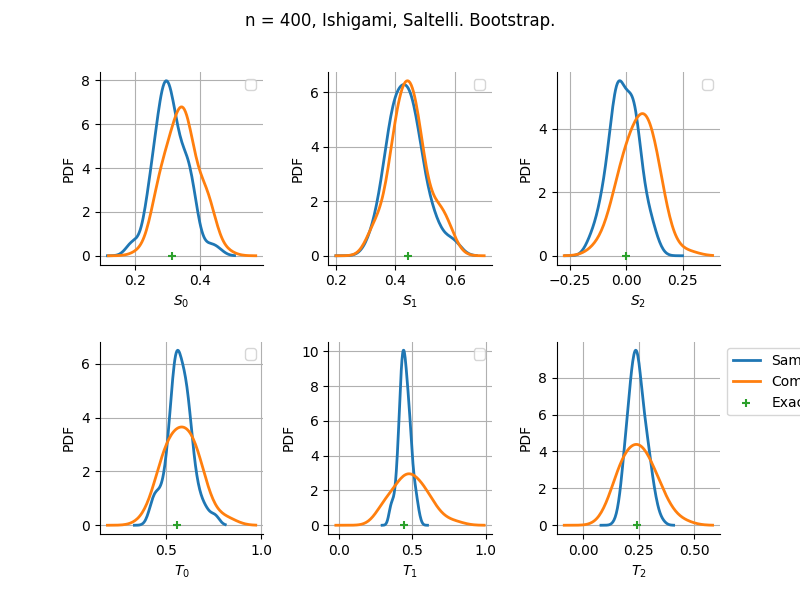 n = 400, Ishigami, Saltelli. Bootstrap.
PDF
8
6
4
2
0
0.2 0.4
S0
PDF
6
4
2
0
0.2 0.4 0.6
S1
PDF
4
2
0
−0.25 0.00 0.25
S2
PDF
6
4
2
0
0.5 1.0
T0
PDF
10
8
6
4
2
0
0.0 0.5 1.0
T1
PDF
8
6
4
2
0
0.00 0.25 0.50
T2
Sam
Com
Exac